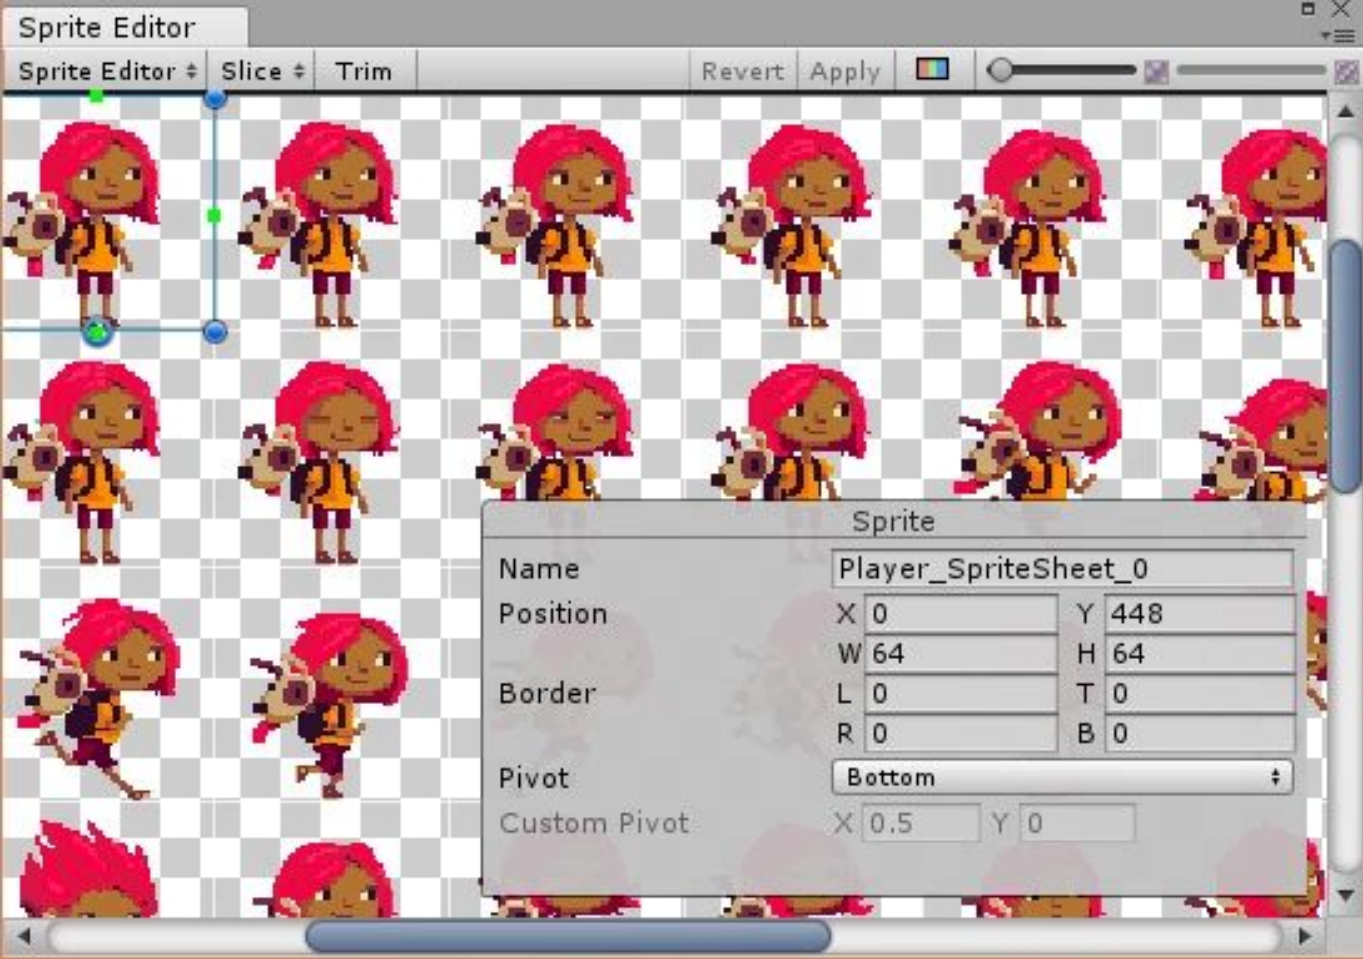 Sprite Editor
Sprite Editor Slice Trim Revert Apply
Sprite
Name Player_SpriteSheet_0
Position X 0 Y 448
W 64 H 64
Border L 0 T 0
R 0 B 0
Pivot Bottom
Custom Pivot X 0.5 Y 0